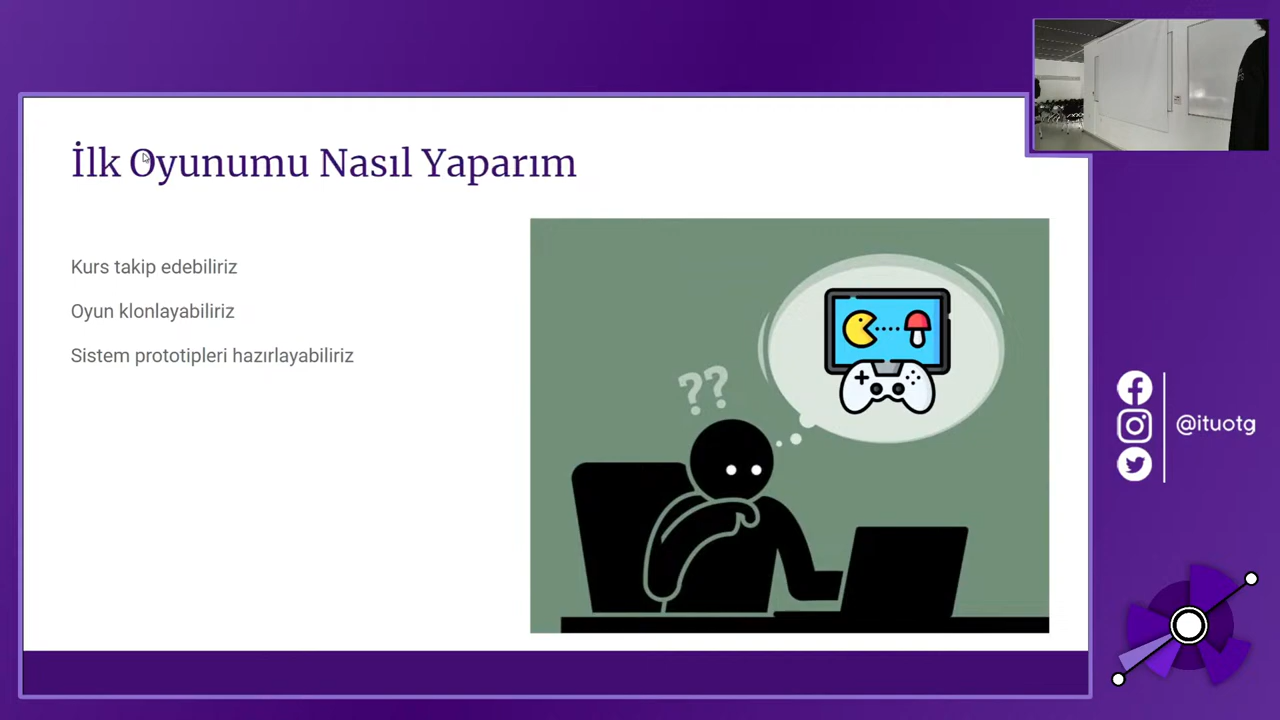 İlk Oyunumu Nasıl Yaparım
Kurs takip edebiliriz
Oyun klonlayabiliriz
Sistem prototipleri hazırlayabiliriz
??
@ituotg